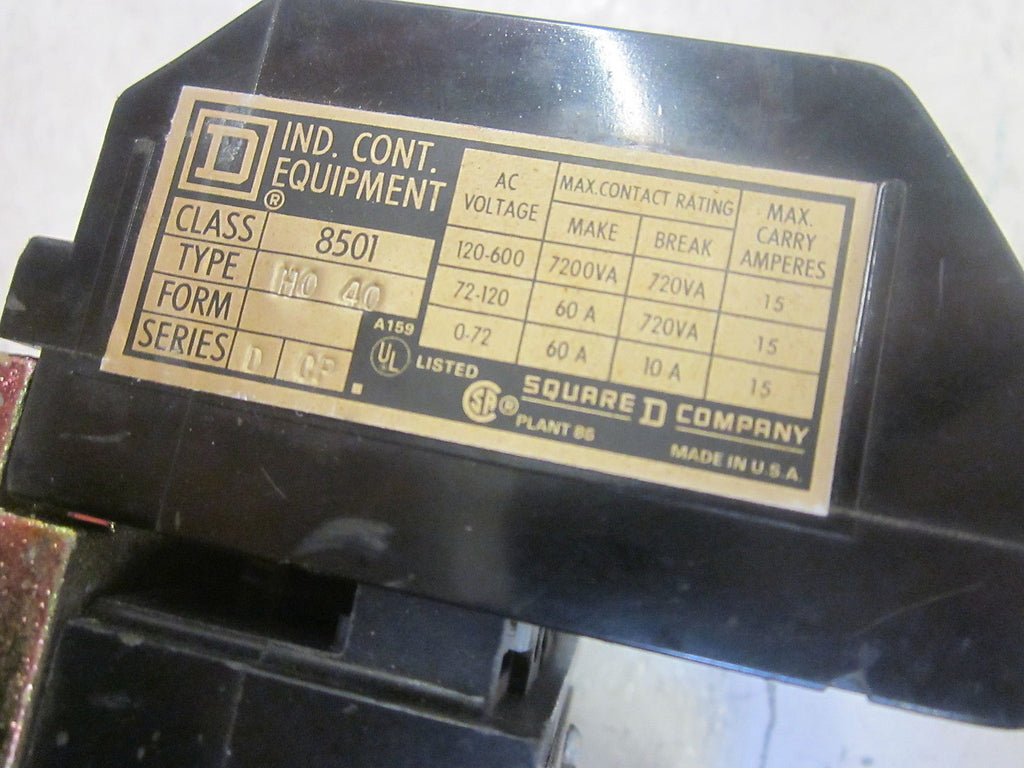 D
IND. CONT.
EQUIPMENT
®
CLASS 8501
TYPE HO 40
FORM
SERIES D CP
AC VOLTAGE MAX.CONTACT RATING MAX. CARRY AMPERES
MAKE BREAK
120-600 7200VA 720VA 15
72-120 60 A 720VA 15
0-72 60 A 10 A 15
A159
UL LISTED
SA ® SQUARE D COMPANY
PLANT 86
MADE IN U.S.A.